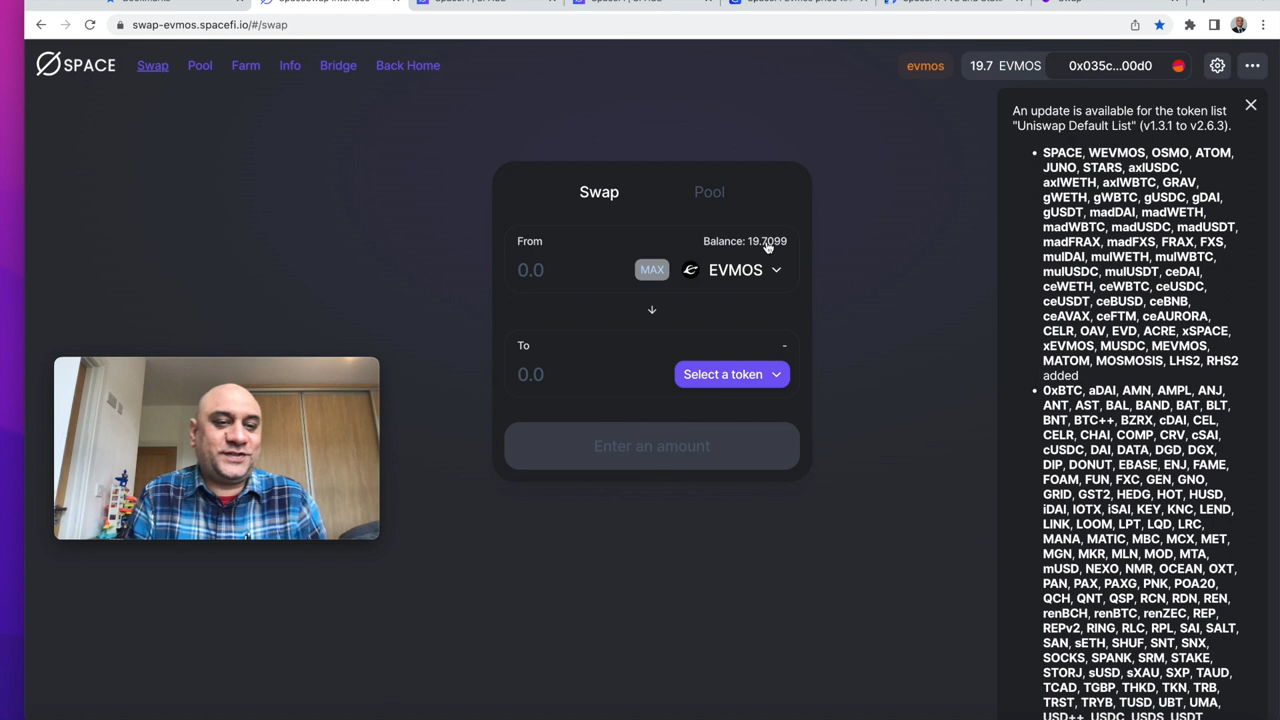 swap-evmos.spacefi.io/#/swap
SPACE Swap Pool Farm Info Bridge Back Home evmos 19.7 EVMOS 0x035c...00d0
An update is available for the token list
"Uniswap Default List" (v1.3.1 to v2.6.3).
• SPACE, WEVMOS, OSMO, ATOM,
JUNO, STARS, axlUSDC,
axlWETH, axlWBTC, GRAV,
gWETH, gWBTC, gUSDC, gDAI,
gUSDT, madDAI, madWETH,
madWBTC, madUSDC, madUSDT,
madFRAX, madFXS, FRAX, FXS,
mulDAI, mulWETH, mulWBTC,
mulUSDC, mulUSDT, ceDAI,
ceWETH, ceWBTC, ceUSDC,
ceUSDT, ceBUSD, ceBNB,
ceAVAX, ceFTM, ceAURORA,
CELR, OAV, EVD, ACRE, xSPACE,
xEVMOS, MUSDC, MEVMOS,
MATOM, MOSMOSIS, LHS2, RHS2
added
• 0xBTC, aDAI, AMN, AMPL, ANJ,
ANT, AST, BAL, BAND, BAT, BLT,
BNT, BTC++, BZRX, cDAI, CEL,
CELR, CHAI, COMP, CRV, cSAI,
cUSDC, DAI, DATA, DGD, DGX,
DIP, DONUT, EBASE, ENJ, FAME,
FOAM, FUN, FXC, GEN, GNO,
GRID, GST2, HEDG, HOT, HUSD,
iDAI, IOTX, iSAI, KEY, KNC, LEND,
LINK, LOOM, LPT, LQD, LRC,
MANA, MATIC, MBC, MCX, MET,
MGN, MKR, MLN, MOD, MTA,
mUSD, NEXO, NMR, OCEAN, OXT,
PAN, PAX, PAXG, PNK, POA20,
QCH, QNT, QSP, RCN, RDN, REN,
renBCH, renBTC, renZEC, REP,
REPv2, RING, RLC, RPL, SAI, SALT,
SAN, sETH, SHUF, SNT, SNX,
SOCKS, SPANK, SRM, STAKE,
STORJ, sUSD, sXAU, SXP, TAUD,
TCAD, TGBP, THKD, TKN, TRB,
TRST, TRYB, TUSD, UBT, UMA,
USD++, USDC, USDS, USDT,
Swap Pool
From Balance: 19.7099
0.0 MAX EVMOS
To -
0.0 Select a token
Enter an amount